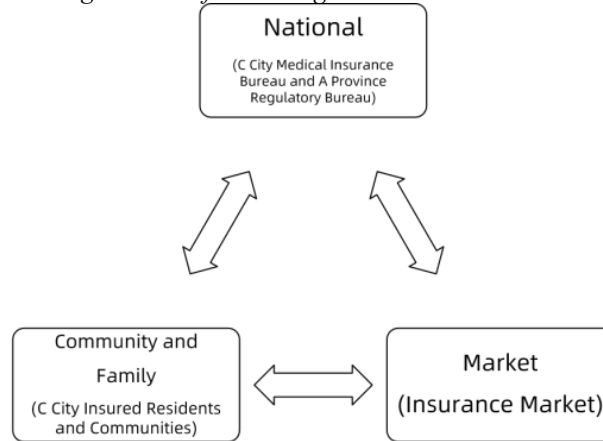 National
(C City Medical Insurance
Bureau and A Province
Regulatory Bureau)
Community and
Family
(C City Insured Residents
and Communities)
Market
(Insurance Market)